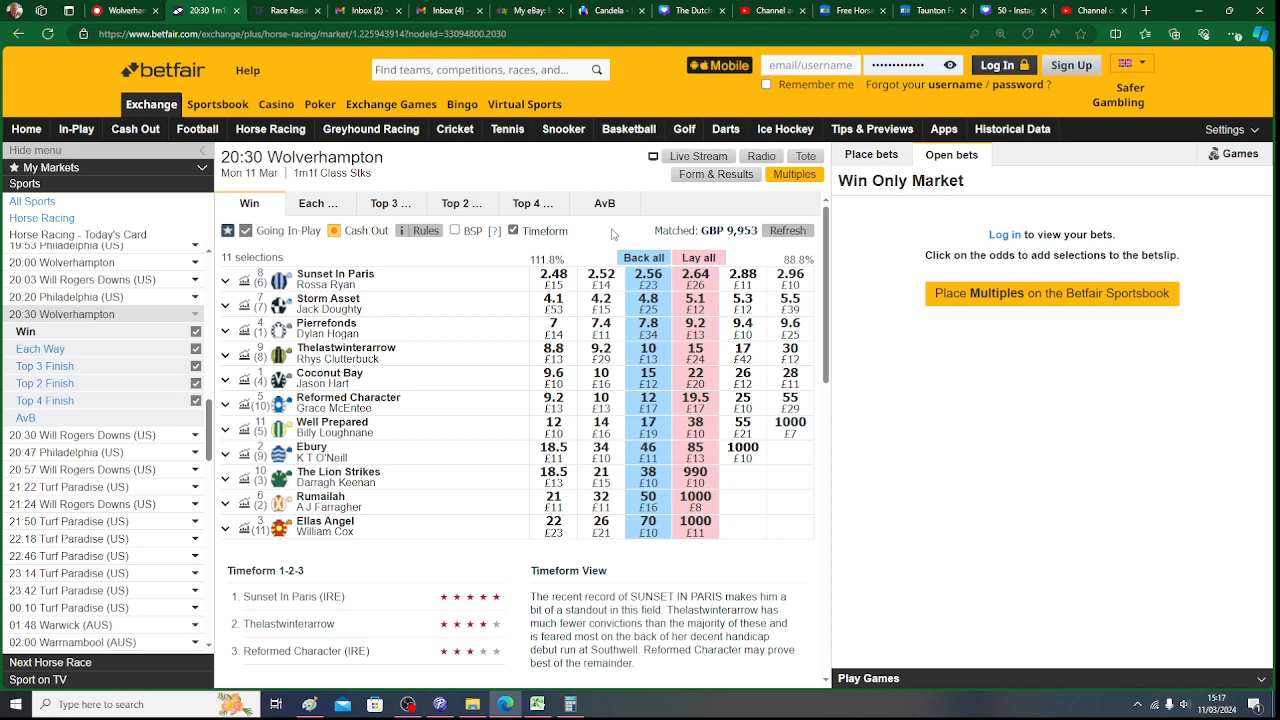 Wolverham
20:30 1m
Race Resul
Inbox (2) -
Inbox (4) -
My eBay: M
Candela -
The Dutch
Channel an
Free Horse
Taunton Fr
50 - Instag
Channel co
https://www.betfair.com/exchange/plus/horse-racing/market/1.225943914?nodeId=33094800.2030
betfair Help Find teams, competitions, races, and... Mobile email/username Log In Sign Up
Remember me Forgot your username / password ? Safer Gambling
Exchange Sportsbook Casino Poker Exchange Games Bingo Virtual Sports
Home In-Play Cash Out Football Horse Racing Greyhound Racing Cricket Tennis Snooker Basketball Golf Darts Ice Hockey Tips & Previews Apps Historical Data Settings
Hide menu
My Markets
Sports
All Sports
Horse Racing
Horse Racing - Today's Card
19:53 Philadelphia (US)
20:00 Wolverhampton
20:03 Will Rogers Downs (US)
20:20 Philadelphia (US)
20:30 Wolverhampton
Win
Each Way
Top 3 Finish
Top 2 Finish
Top 4 Finish
AvB
20:30 Will Rogers Downs (US)
20:47 Philadelphia (US)
20:57 Will Rogers Downs (US)
21:22 Turf Paradise (US)
21:24 Will Rogers Downs (US)
21:50 Turf Paradise (US)
22.18 Turf Paradise (US)
22:46 Turf Paradise (US)
23:14 Turf Paradise (US)
23.42 Turf Paradise (US)
00:10 Turf Paradise (US)
01:48 Warwick (AUS)
02:00 Warrnambool (AUS)
Next Horse Race
Sport on TV
20:30 Wolverhampton
Mon 11 Mar | 1m1f Class Stks
Live Stream Radio Tote
Form & Results Multiples
Win Each ... Top 3 ... Top 2 ... Top 4 ... AvB
Going In-Play Cash Out i Rules BSP [?] Timeform Matched: GBP 9,953 Refresh
11 selections 111.8% Back all Lay all 88.8%
8 Sunset In Paris 2.48 2.52 2.56 2.64 2.88 2.96
(6) Rossa Ryan £15 £14 £23 £26 £11 £10
7 Storm Asset 4.1 4.2 4.8 5.1 5.3 5.5
(7) Jack Doughty £53 £15 £25 £12 £12 £39
4 Pierrefonds 7 7.4 7.8 9.2 9.4 9.6
(1) Dylan Hogan £14 £11 £34 £13 £10 £25
9 Thelastwinterarrow 8.8 9.2 10 15 17 30
(8) Rhys Clutterbuck £13 £29 £13 £24 £42 £12
1 Coconut Bay 9.6 10 15 22 26 28
(4) Jason Hart £10 £16 £12 £20 £12 £11
5 Reformed Character 9.2 10 12 19.5 25 55
(10) Grace McEntee £13 £13 £17 £17 £10 £29
11 Well Prepared 12 14 17 38 55 1000
(5) Billy Loughnane £10 £16 £19 £10 £21 £7
2 Ebury 18.5 34 46 85 1000
(9) K T O'Neill £11 £10 £11 £13 £10
10 The Lion Strikes 18.5 21 38 990
(3) Darragh Keenan £13 £15 £10 £10
6 Rumailah 21 32 50 1000
(2) A J Farragher £11 £11 £16 £8
3 Ellas Angel 22 26 70 1000
(11) William Cox £23 £21 £10 £11
Timeform 1-2-3
1. Sunset In Paris (IRE)
2. Thelastwinterarrow
3. Reformed Character (IRE)
Timeform View
The recent record of SUNSET IN PARIS makes him a
bit of a standout in this field. Thelastwinterarrow has
much fewer convictions than the majority of these and
is feared most on the back of her decent handicap
debut run at Southwell. Reformed Character may prove
best of the remainder.
Place bets Open bets Games
Win Only Market
Log in to view your bets.
Click on the odds to add selections to the betslip.
Place Multiples on the Betfair Sportsbook
Play Games
Type here to search
15:17
11/03/2024